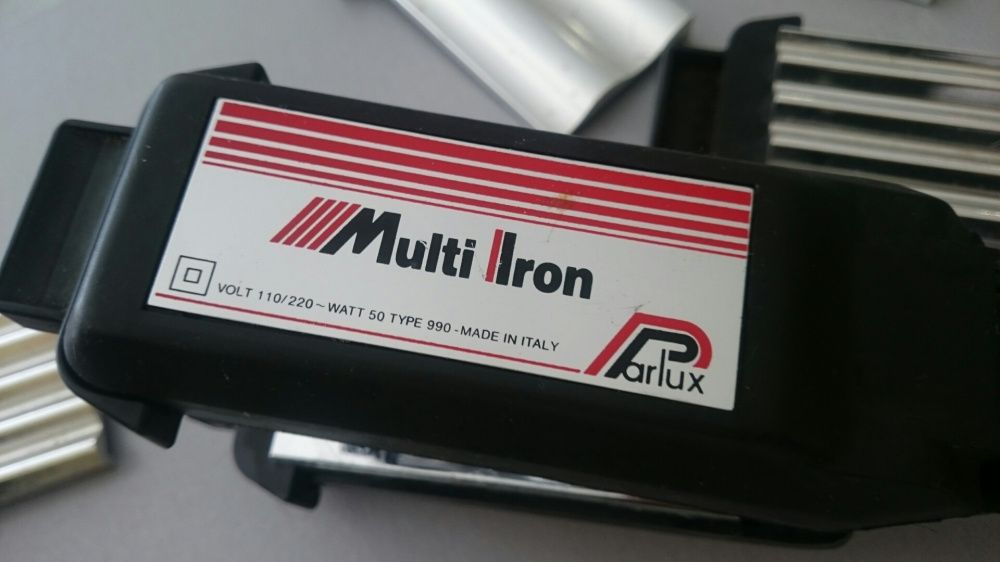 Multi Iron
VOLT 110/220~WATT 50 TYPE 990-MADE IN ITALY
Parlux